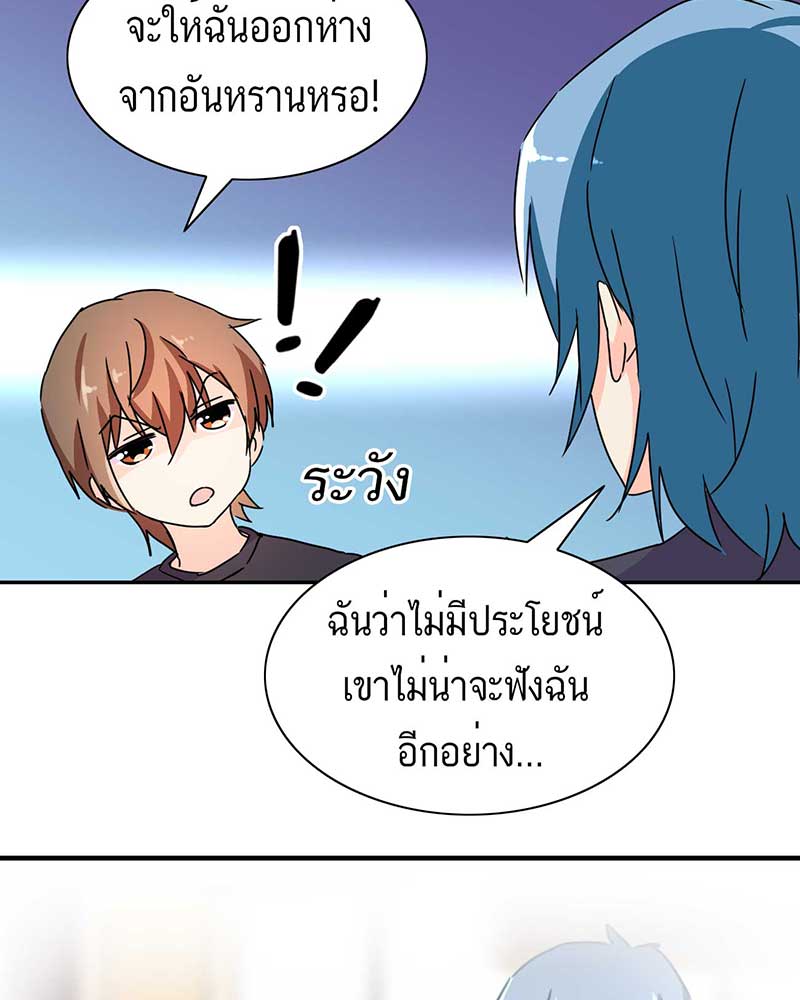 จะให้ฉันออกห่าง
จากอันหรานหรอ!
!!
ระวัง
ฉันว่าไม่มีประโยชน์
เขาไม่น่าจะฟังฉัน
อีกอย่าง...